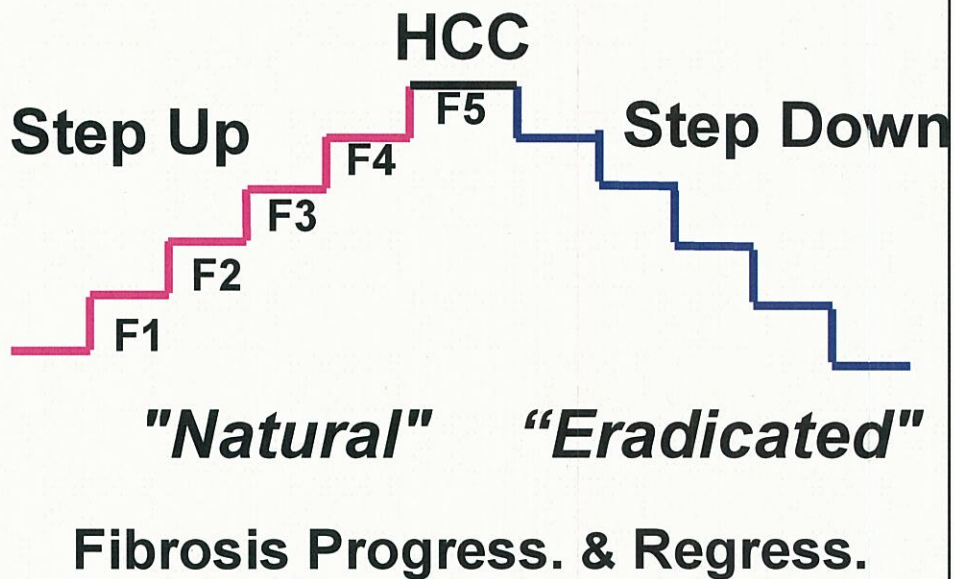 HCC
F5
Step Up
Step Down
F4
F3
F2
F1
"Natural"
“Eradicated"
Fibrosis Progress. & Regress.